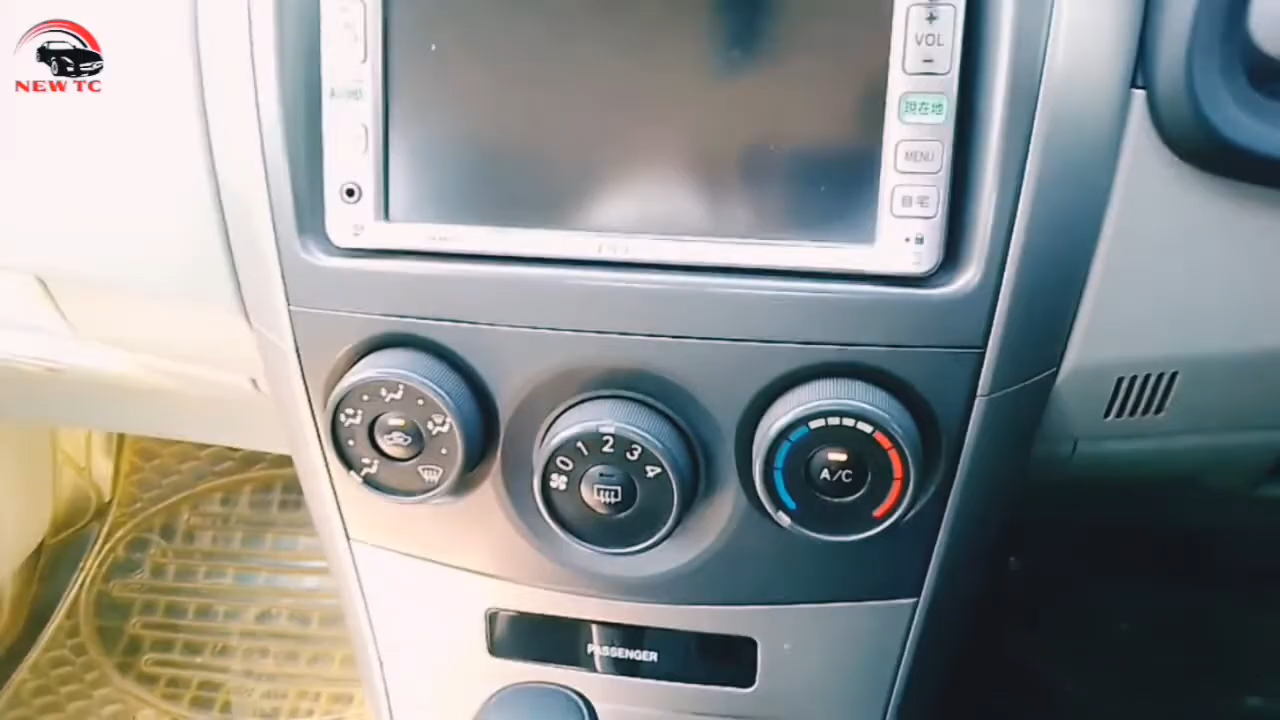 NEW TC
VOL
現在地
MENU
自宅
0 1 2 3 4
A/C
PASSENGER